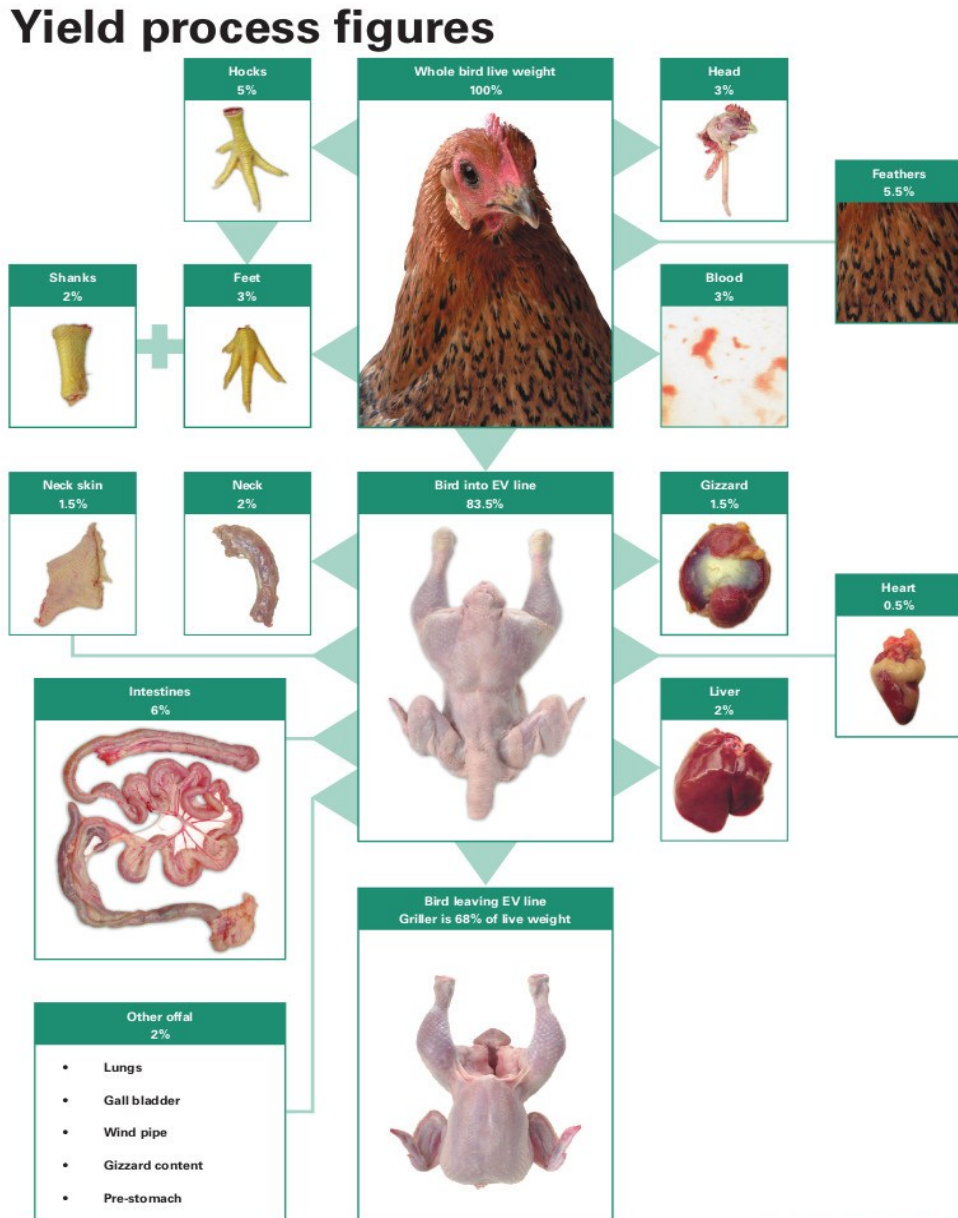 Yield process figures
Hocks
5%
Whole bird live weight
100%
Head
3%
Feathers
5.5%
Shanks
2%
Feet
3%
Blood
3%
Neck skin
1.5%
Neck
2%
Bird into EV line
83.5%
Gizzard
1.5%
Heart
0.5%
Intestines
6%
Liver
2%
Bird leaving EV line
Griller is 68% of live weight
Other offal
2%
• Lungs
• Gall bladder
• Wind pipe
• Gizzard content
• Pre-stomach